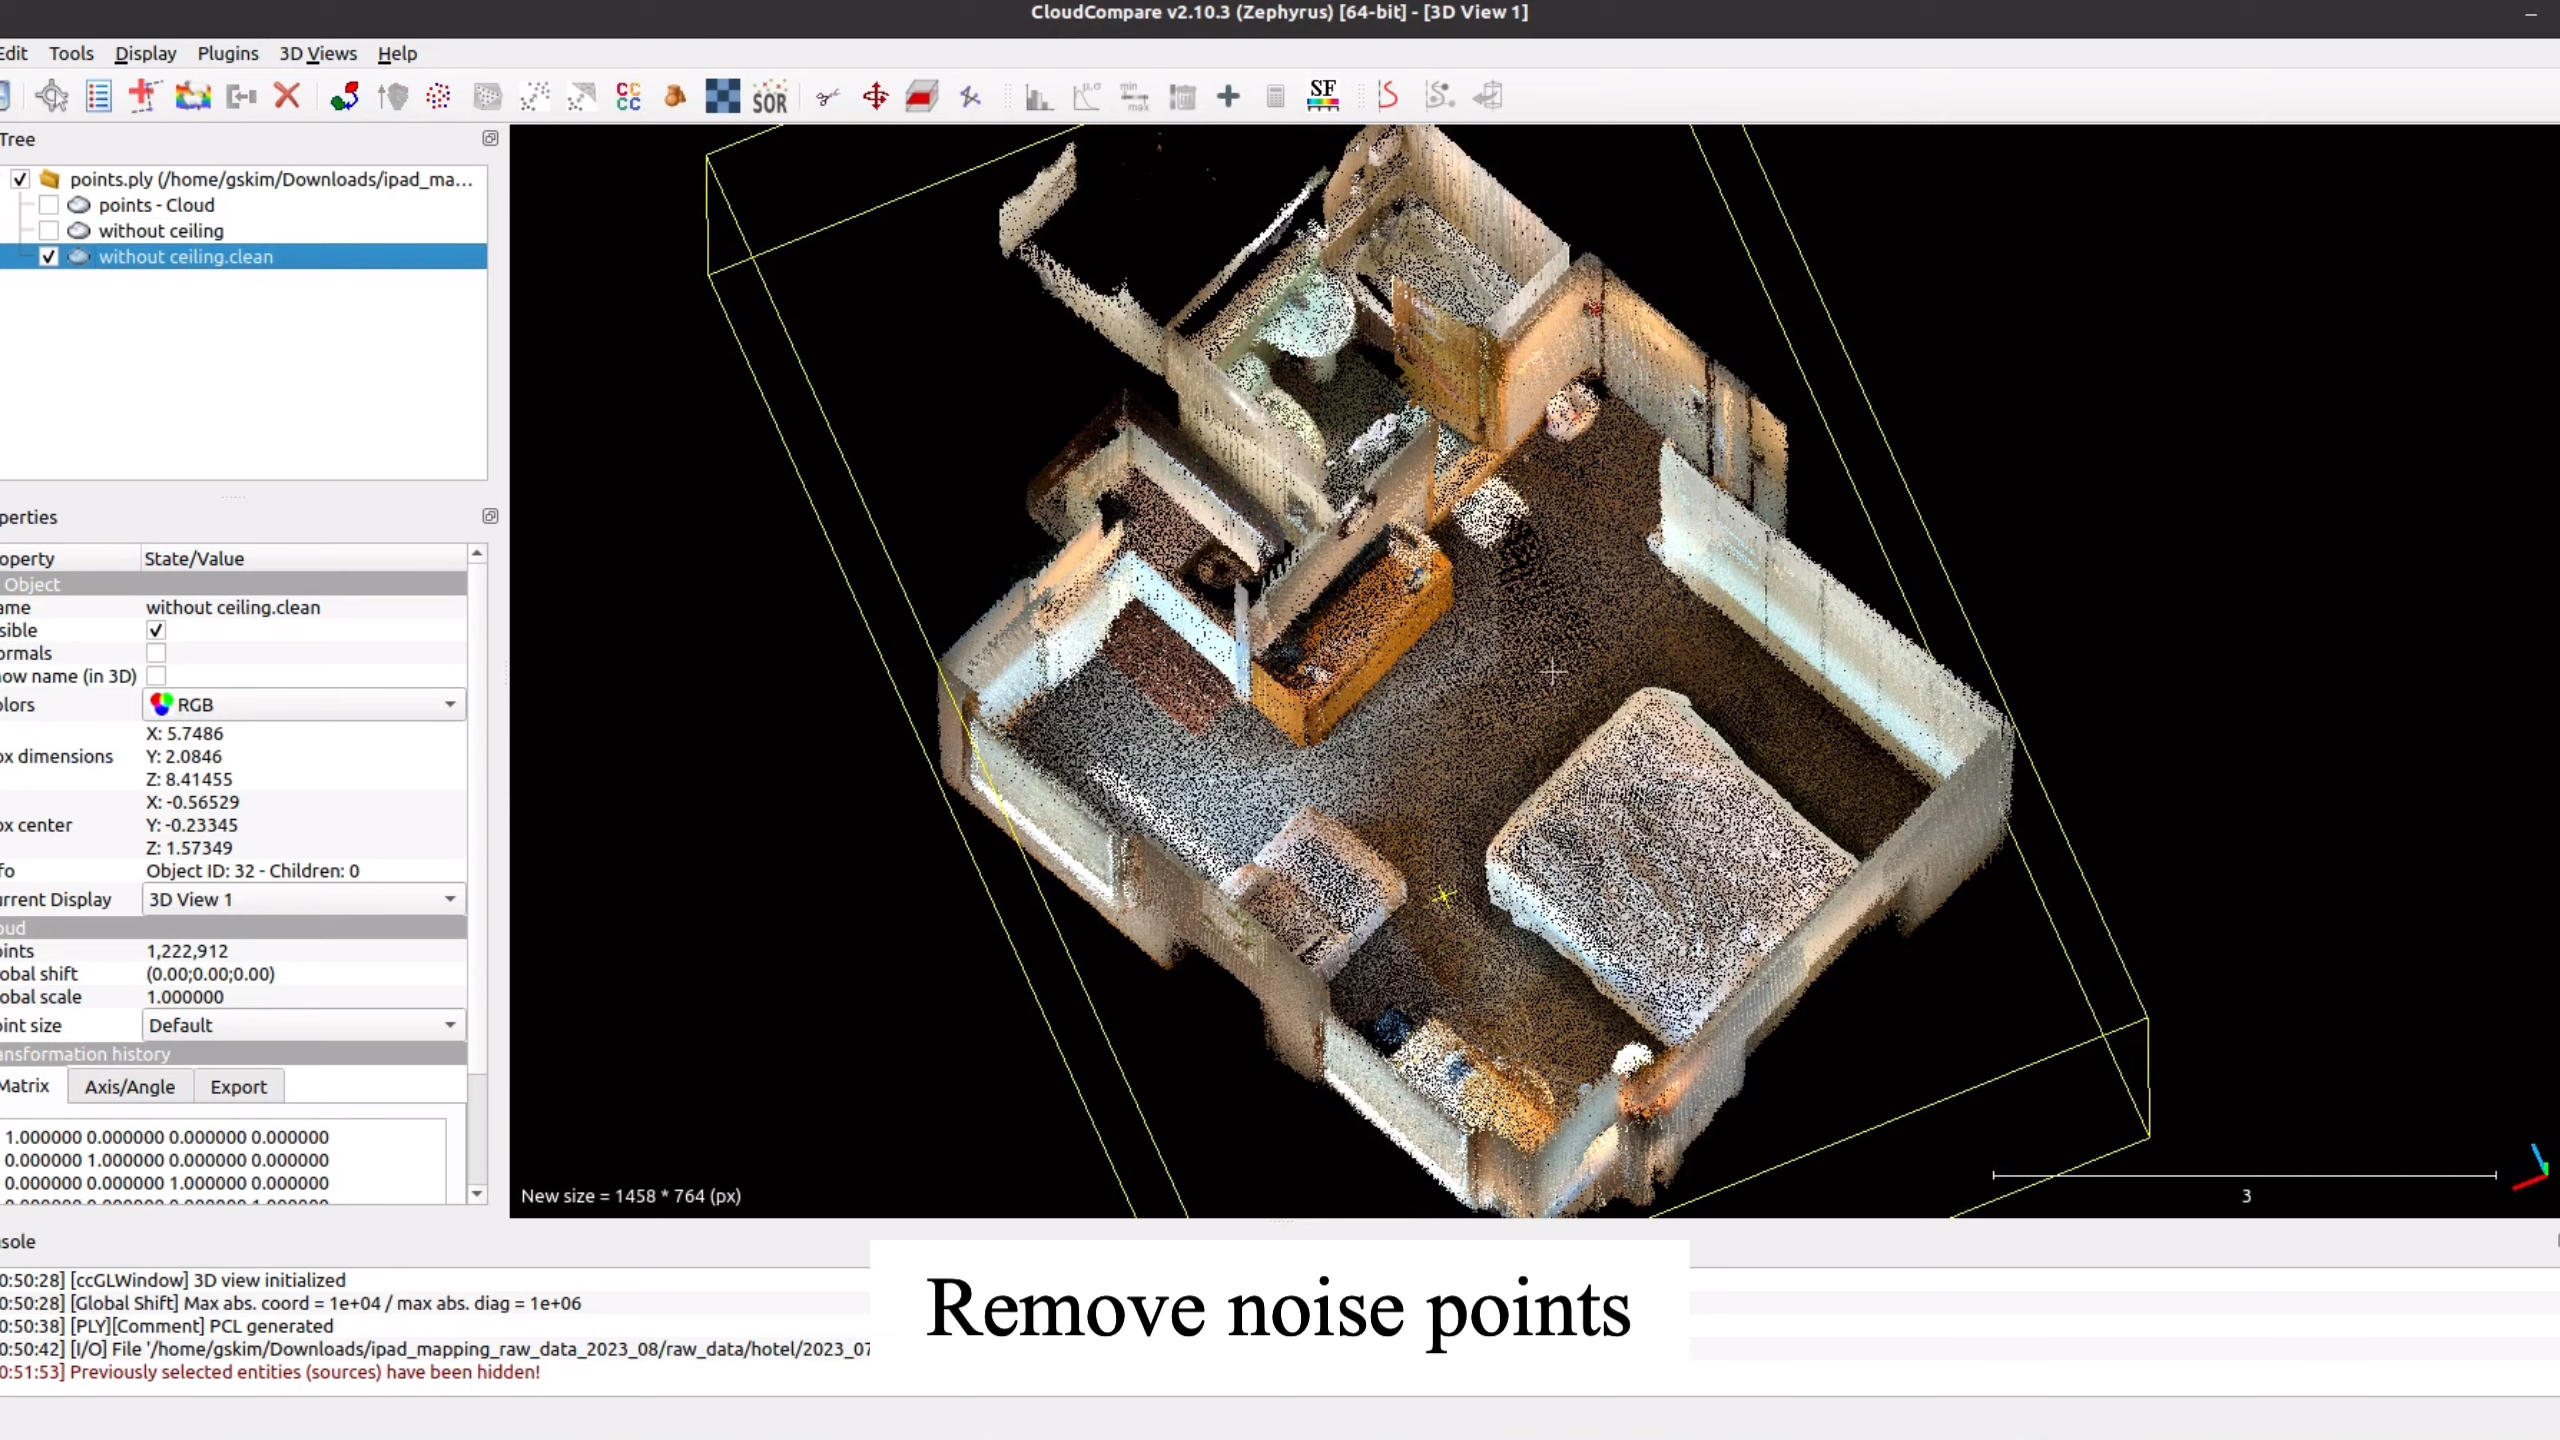 CloudCompare v2.10.3 (Zephyrus) [64-bit] - [3D View 1]
Edit Tools Display Plugins 3D Views Help
CC
CC
SOR
μ,σ
min
max
SF
Tree
points.ply (/home/gskim/Downloads/ipad_ma...
points - Cloud
without ceiling
without ceiling.clean
perties
operty State/Value
Object
ame without ceiling.clean
sible
ormals
how name (in 3D)
olors RGB
X: 5.7486
ox dimensions Y: 2.0846
Z: 8.41455
X: -0.56529
ox center Y: -0.23345
Z: 1.57349
fo Object ID: 32 - Children: 0
urrent Display 3D View 1
oud
oints 1,222,912
obal shift (0.00;0.00;0.00)
obal scale 1.000000
oint size Default
ansformation history
Matrix Axis/Angle Export
1.000000 0.000000 0.000000 0.000000
0.000000 1.000000 0.000000 0.000000
0.000000 0.000000 1.000000 0.000000
New size = 1458 * 764 (px)
3
nsole
0:50:28] [ccGLWindow] 3D view initialized
0:50:28] [Global Shift] Max abs. coord = 1e+04 / max abs. diag = 1e+06
0:50:38] [PLY][Comment] PCL generated
0:50:42] [I/O] File '/home/gskim/Downloads/ipad_mapping_raw_data_2023_08/raw_data/hotel/2023_07
0:51:53] Previously selected entities (sources) have been hidden!
Remove noise points